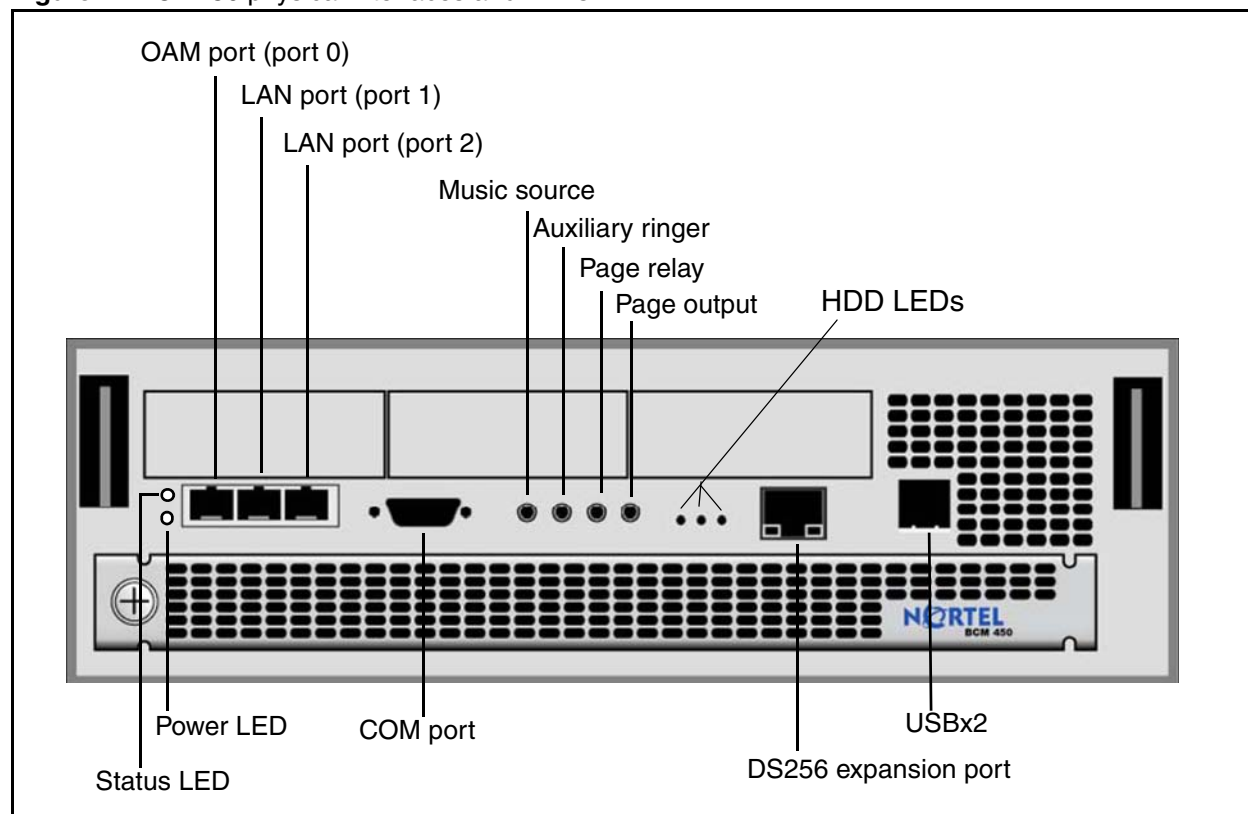 OAM port (port 0)
LAN port (port 1)
LAN port (port 2)
Music source
Auxiliary ringer
Page relay
Page output
HDD LEDs
NORTEL
BCM 450
Power LED
COM port
USBx2
Status LED
DS256 expansion port